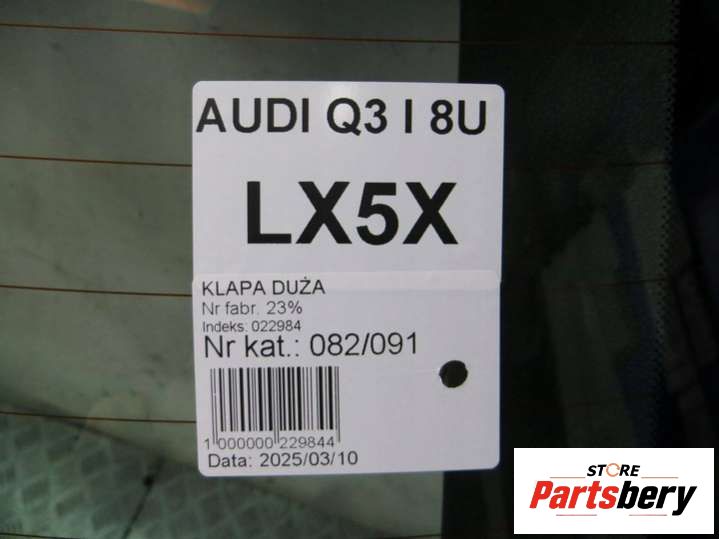 AUDI Q3 I 8U
LX5X
KLAPA DUŻA
Nr fabr. 23%
Indeks: 022984
Nr kat.: 082/091
1 000000 229844
Data: 2025/03/10
STORE
Partsbery